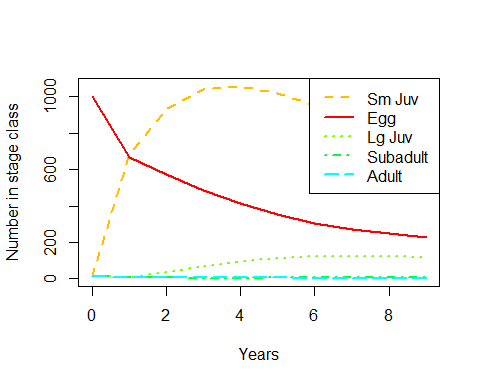 Number in stage class
1000
600
200
0
Sm Juv
Egg
Lg Juv
Subadult
Adult
0
2
4
6
8
Years